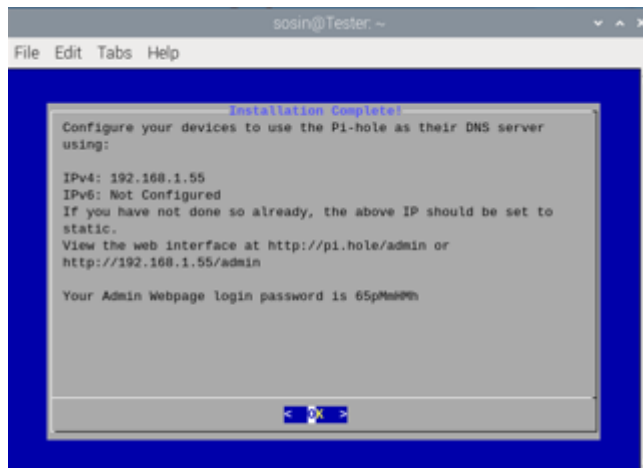 sosin@Tester: ~
File Edit Tabs Help
Installation Complete!
Configure your devices to use the Pi-hole as their DNS server
using:
IPv4: 192.168.1.55
IPv6: Not Configured
If you have not done so already, the above IP should be set to
static.
View the web interface at http://pi.hole/admin or
http://192.168.1.55/admin
Your Admin Webpage login password is
< OK >